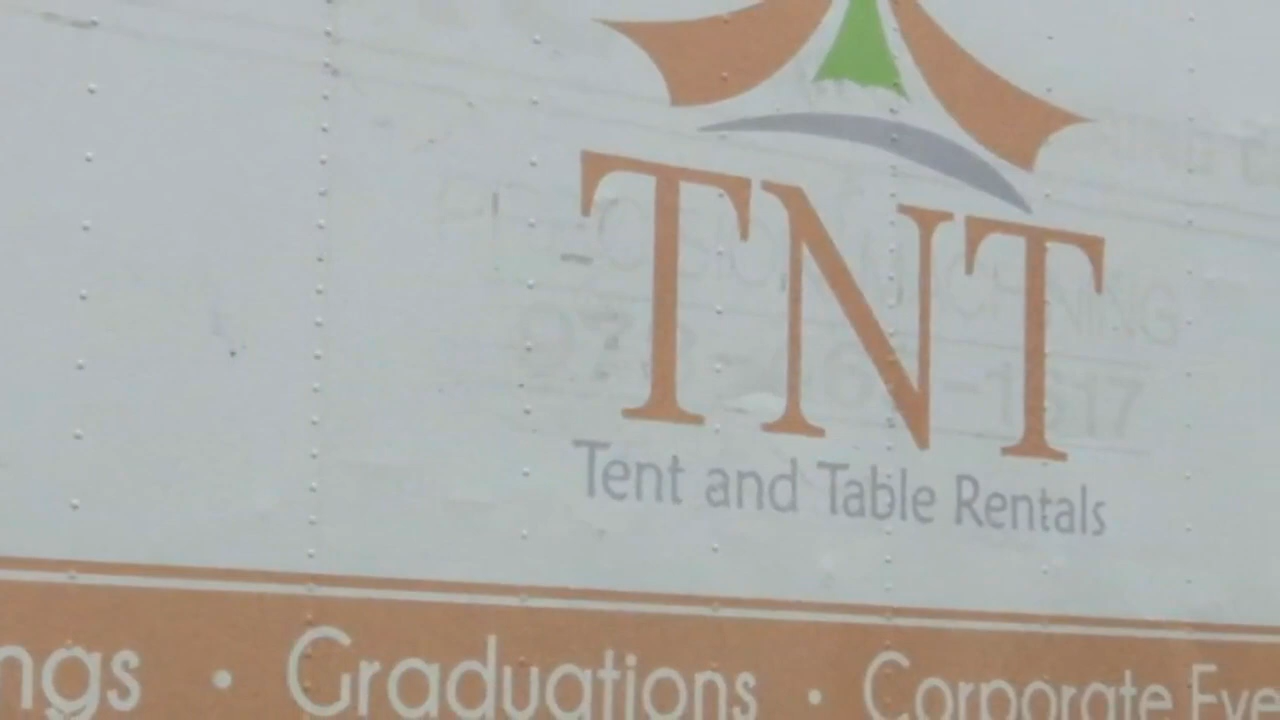 TNT
Tent and Table Rentals
ngs · Graduations · Corporate Eve